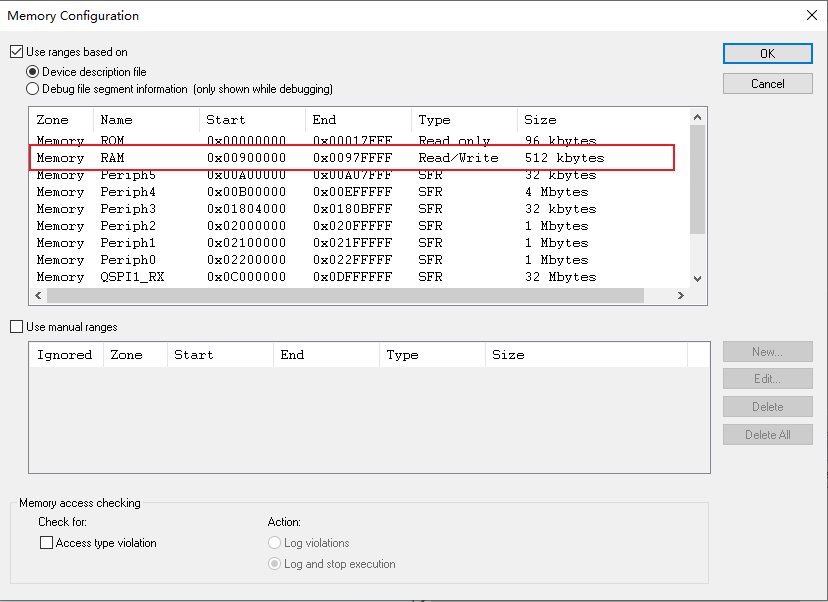 Memory Configuration
Use ranges based on
Device description file
Debug file segment information (only shown while debugging)
Zone Name Start End Type Size
Memory ROM 0x00000000 0x00017FFF Read only 96 kbytes
Memory RAM 0x00900000 0x0097FFFF Read/Write 512 kbytes
Memory Periph5 0x00A00000 0x00A07FFF SFR 32 kbytes
Memory Periph4 0x00B00000 0x00EFFFFF SFR 4 Mbytes
Memory Periph3 0x01804000 0x0180BFFF SFR 32 kbytes
Memory Periph2 0x02000000 0x020FFFFF SFR 1 Mbytes
Memory Periph1 0x02100000 0x021FFFFF SFR 1 Mbytes
Memory Periph0 0x02200000 0x022FFFFF SFR 1 Mbytes
Memory QSPI1_RX 0x0C000000 0x0DFFFFFF SFR 32 Mbytes
OK
Cancel
Use manual ranges
Ignored Zone Start End Type Size
New...
Edit...
Delete
Delete All
Memory access checking
Check for:
Access type violation
Action:
Log violations
Log and stop execution